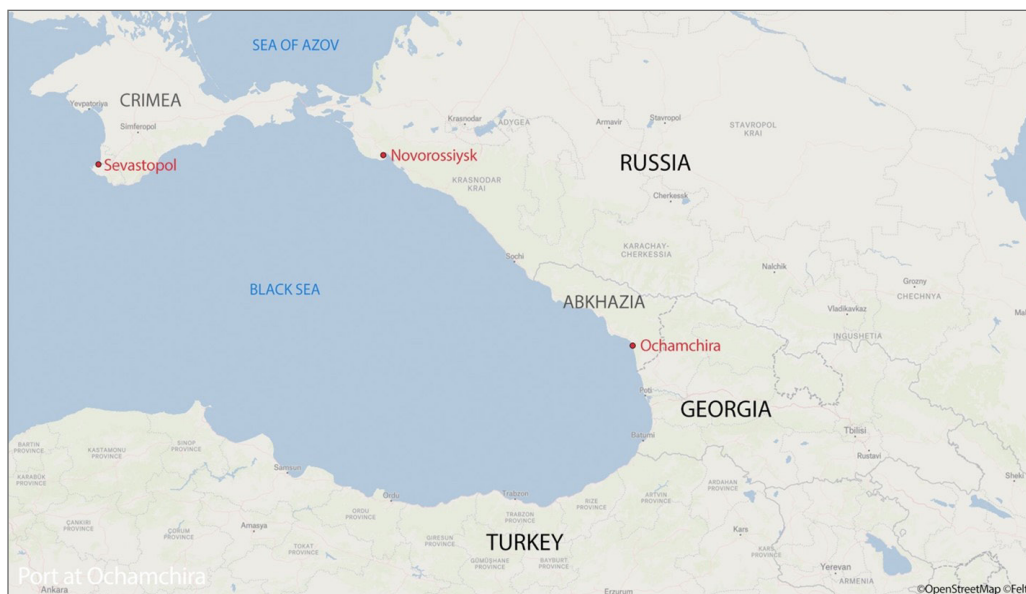 SEA OF AZOV
CRIMEA
Yevpatoriya
Simferopol
Sevastopol
Krasnodar
ADYGEA
Armavir
Stavropol
STAVROPOL
KRAI
Novorossiysk
RUSSIA
KRASNODAR
KRAI
Cherkessk
KARACHAY-
CHERKESSIA
Sochi
Nalchik
Grozny
CHECHNYA
BLACK SEA
ABKHAZIA
Vladikavkaz
INGUSHETIA
Ochamchira
Poti
GEORGIA
Batumi
Tbilisi
Rustavi
BARTIN
PROVINCE
KASTAMONU
PROVINCE
SINOP
PROVINCE
KARABÜK
PROVINCE
Samsun
Ordu
Trabzon
RIZE
PROVINCE
ARTVIN
PROVINCE
ARDAHAN
PROVINCE
Sheki
ÇANKIRI
PROVINCE
ÇORUM
PROVINCE
Amasya
ORDU
PROVINCE
TRABZON
PROVINCE
TOKAT
PROVINCE
GIRESUN
PROVINCE
TURKEY
GÜMÜŞHANE
PROVINCE
BAYBURT
PROVINCE
Kars
KARS
PROVINCE
Yerevan
ARMENIA
Port at Ochamchira
Ankara
Erzurum
©OpenStreetMap ©Felt